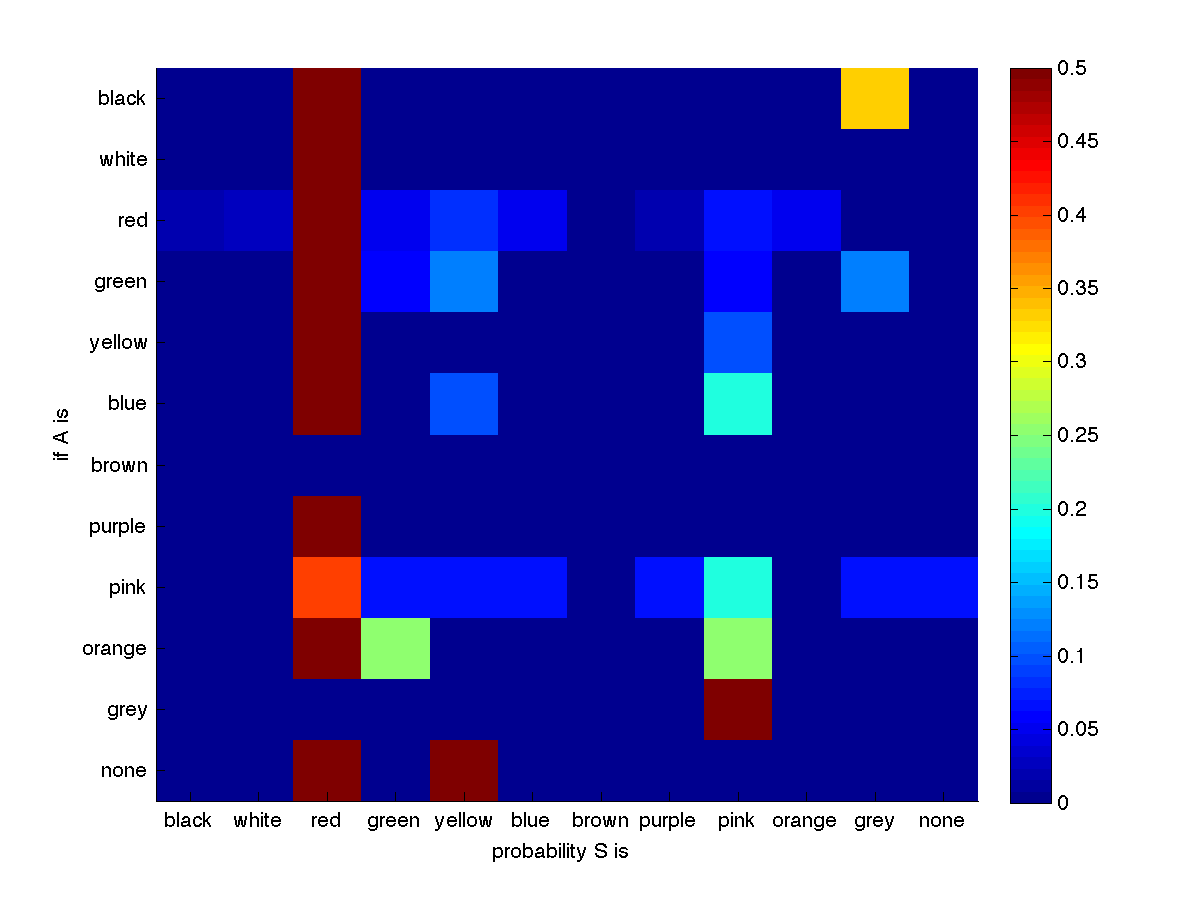 if A is
black
white
red
green
yellow
blue
brown
purple
pink
orange
grey
none
black white red green yellow blue brown purple pink orange grey none
probability S is
0.5
0.45
0.4
0.35
0.3
0.25
0.2
0.15
0.1
0.05
0